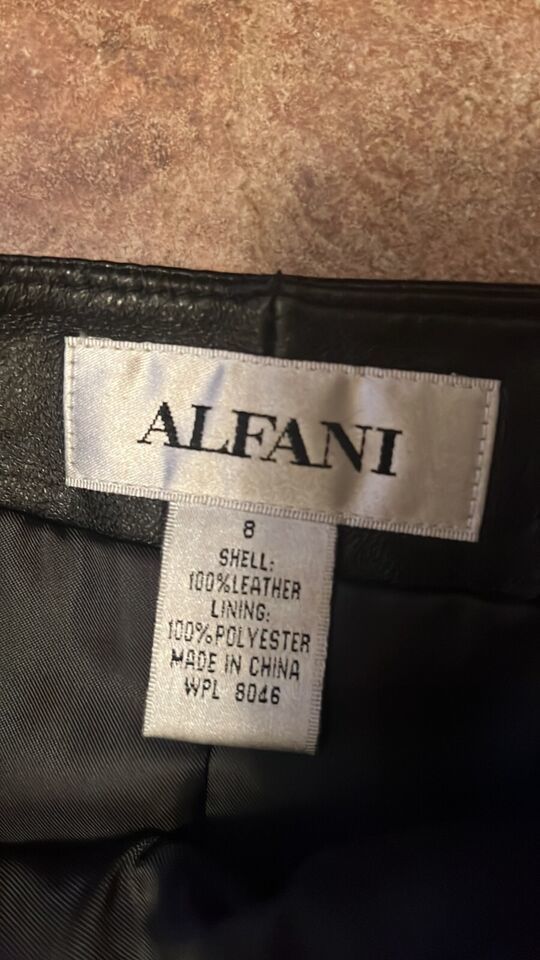 ALFANI
8
SHELL:
100%LEATHER
LINING:
100%POLYESTER
MADE IN CHINA
WPL 8046